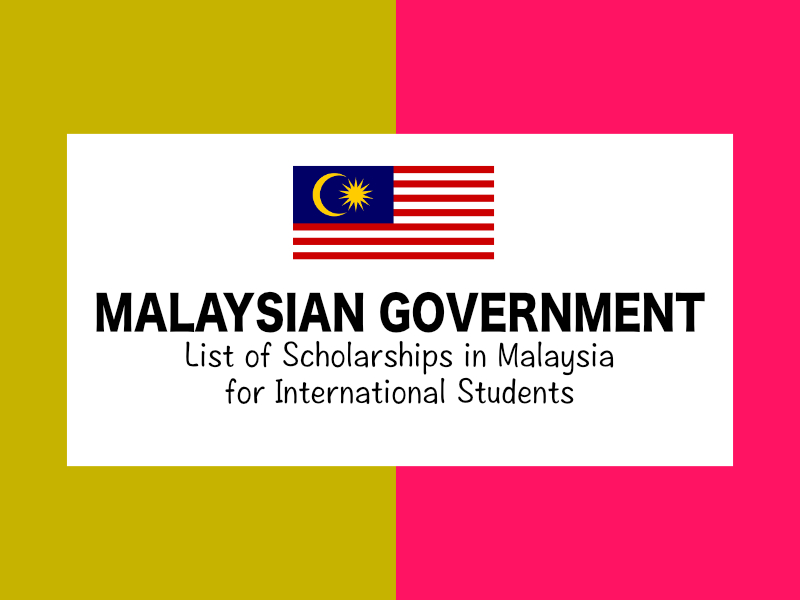 MALAYSIAN GOVERNMENT
List of Scholarships in Malaysia
for International Students